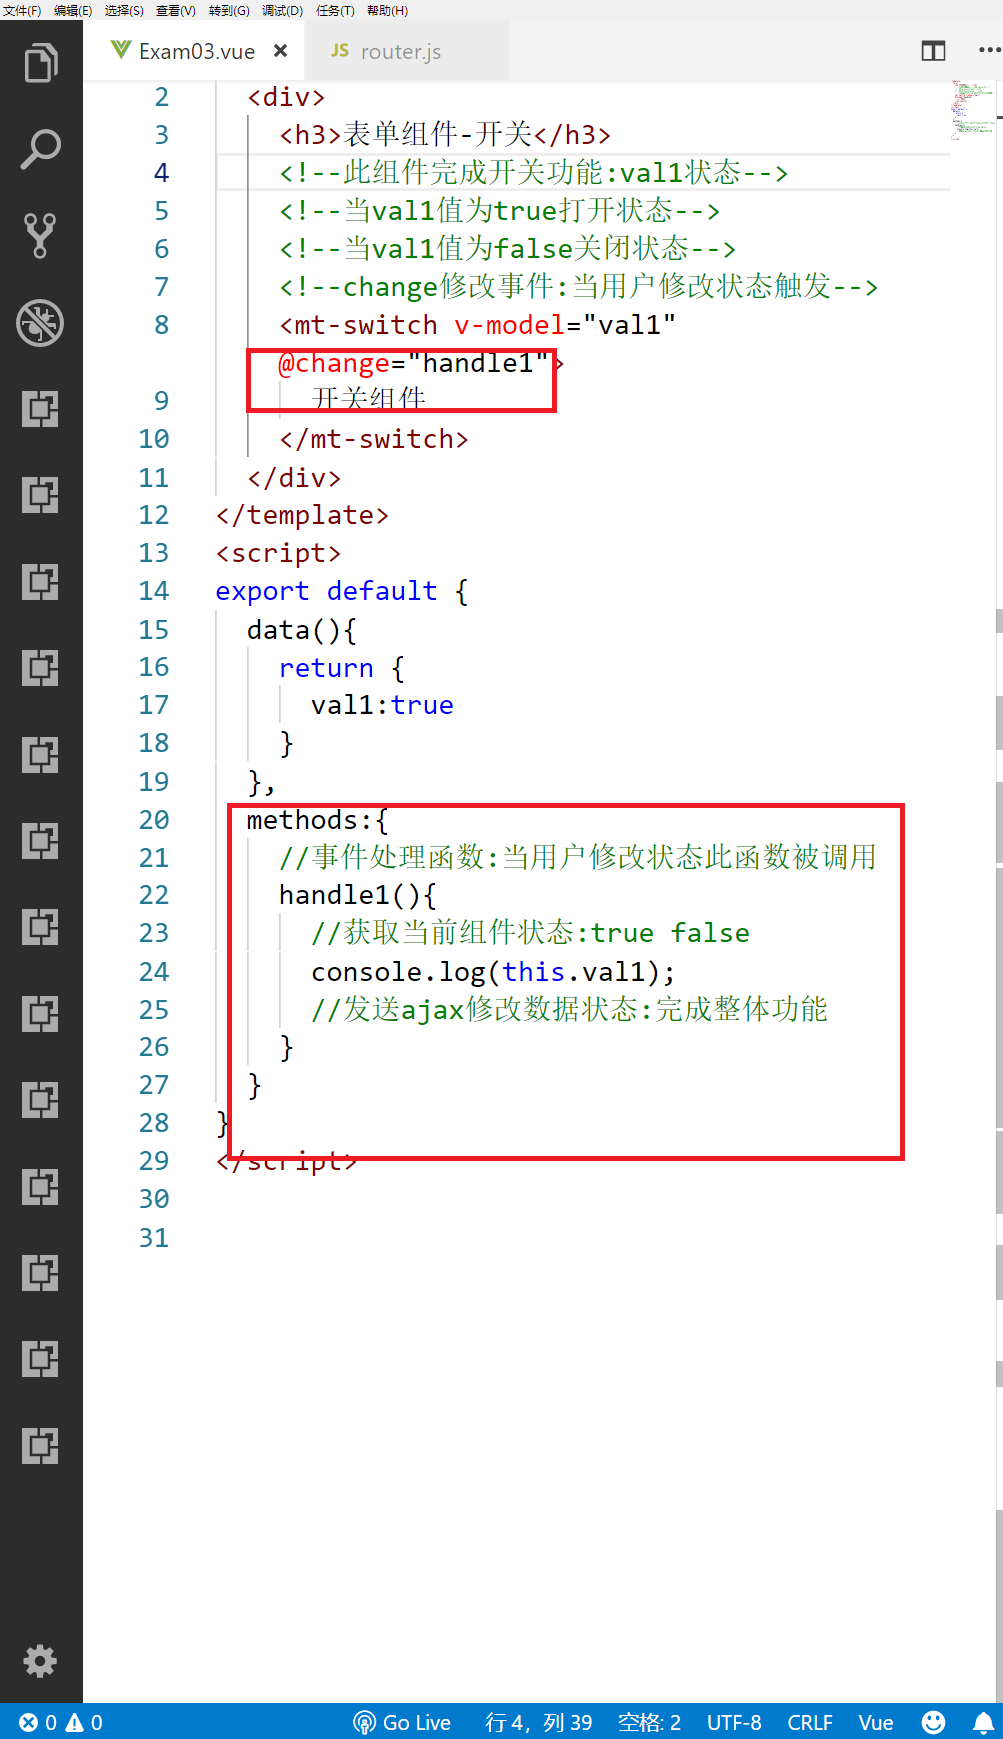 文件(F) 编辑(E) 选择(S) 查看(V) 转到(G) 调试(D) 任务(T) 帮助(H)
Exam03.vue × JS router.js
2 <div>
3 <h3>表单组件-开关</h3>
4 <!--此组件完成开关功能:val1状态-->
5 <!--当val1值为true打开状态-->
6 <!--当val1值为false关闭状态-->
7 <!--change修改事件:当用户修改状态触发-->
8 <mt-switch v-model="val1"
@change="handle1">
9 开关组件
10 </mt-switch>
11 </div>
12 </template>
13 <script>
14 export default {
15 data(){
16 return {
17 val1:true
18 }
19 },
20 methods:{
21 //事件处理函数:当用户修改状态此函数被调用
22 handle1(){
23 //获取当前组件状态:true false
24 console.log(this.val1);
25 //发送ajax修改数据状态:完成整体功能
26 }
27 }
28 }
29 </script>
30
31
0 0 Go Live 行 4，列 39 空格: 2 UTF-8 CRLF Vue